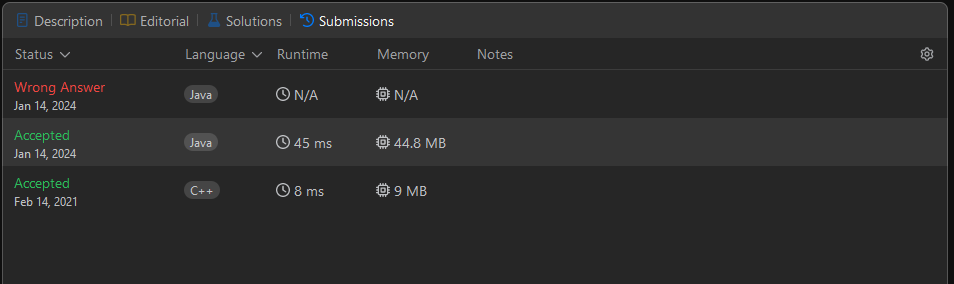 Description | Editorial | Solutions | Submissions
Status Language Runtime Memory Notes
Wrong Answer
Jan 14, 2024
Java N/A N/A
Accepted
Jan 14, 2024
Java 45 ms 44.8 MB
Accepted
Feb 14, 2021
C++ 8 ms 9 MB